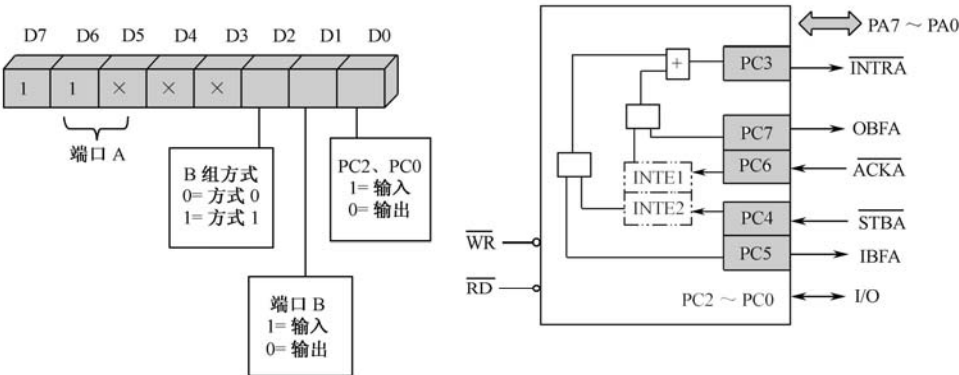 D7 D6 D5 D4 D3 D2 D1 D0
1 1 × × ×
端口 A
B 组方式
0= 方式 0
1= 方式 1
PC2、PC0
1= 输入
0= 输出
端口 B
1= 输入
0= 输出
PA7 ～ PA0
+
PC3
INTRA
PC7
OBFA
INTE1
PC6
ACKA
INTE2
PC4
STBA
WR
PC5
IBFA
RD
PC2 ～ PC0
I/O